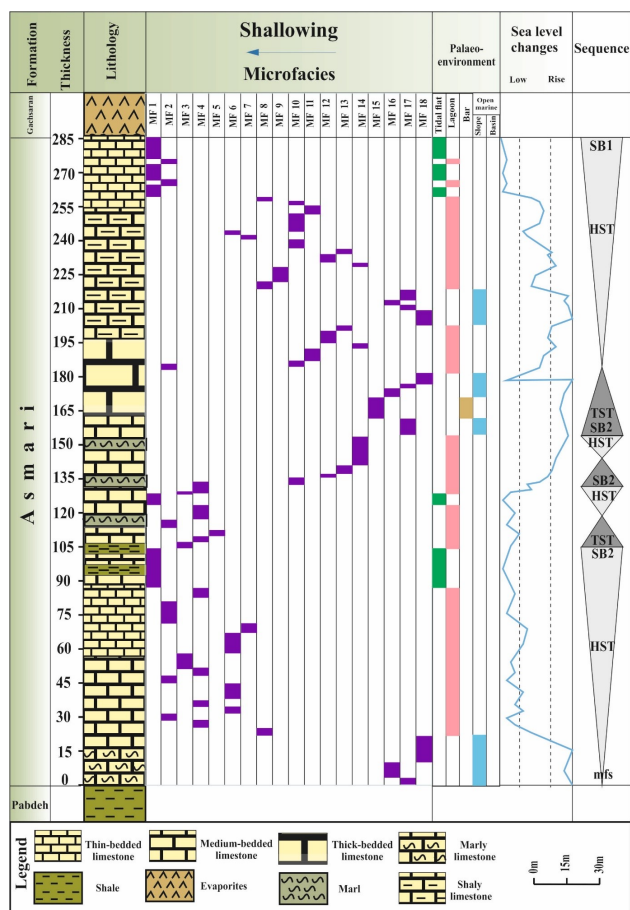 Formation
Thickness
Lithology
Shallowing
Microfacies
Palaeo-
environment
Sea level
changes
Low
Rise
Sequence
Gachsaran
MF 1
MF 2
MF 3
MF 4
MF 5
MF 6
MF 7
MF 8
MF 9
MF 10
MF 11
MF 12
MF 13
MF 14
MF 15
MF 16
MF 17
MF 18
Tidal flat
Lagoon
Bar
Open
marine
Slope
Basin
Asmari
285
270
255
240
225
210
195
180
165
150
135
120
105
90
75
60
45
30
15
0
SB1
HST
TST
SB2
HST
SB2
HST
TST
SB2
HST
mfs
Pabdeh
Legend
Thin-bedded
limestone
Medium-bedded
limestone
Thick-bedded
limestone
Marly
limestone
Shale
Evaporites
Marl
Shaly
limestone
0m
15m
30m